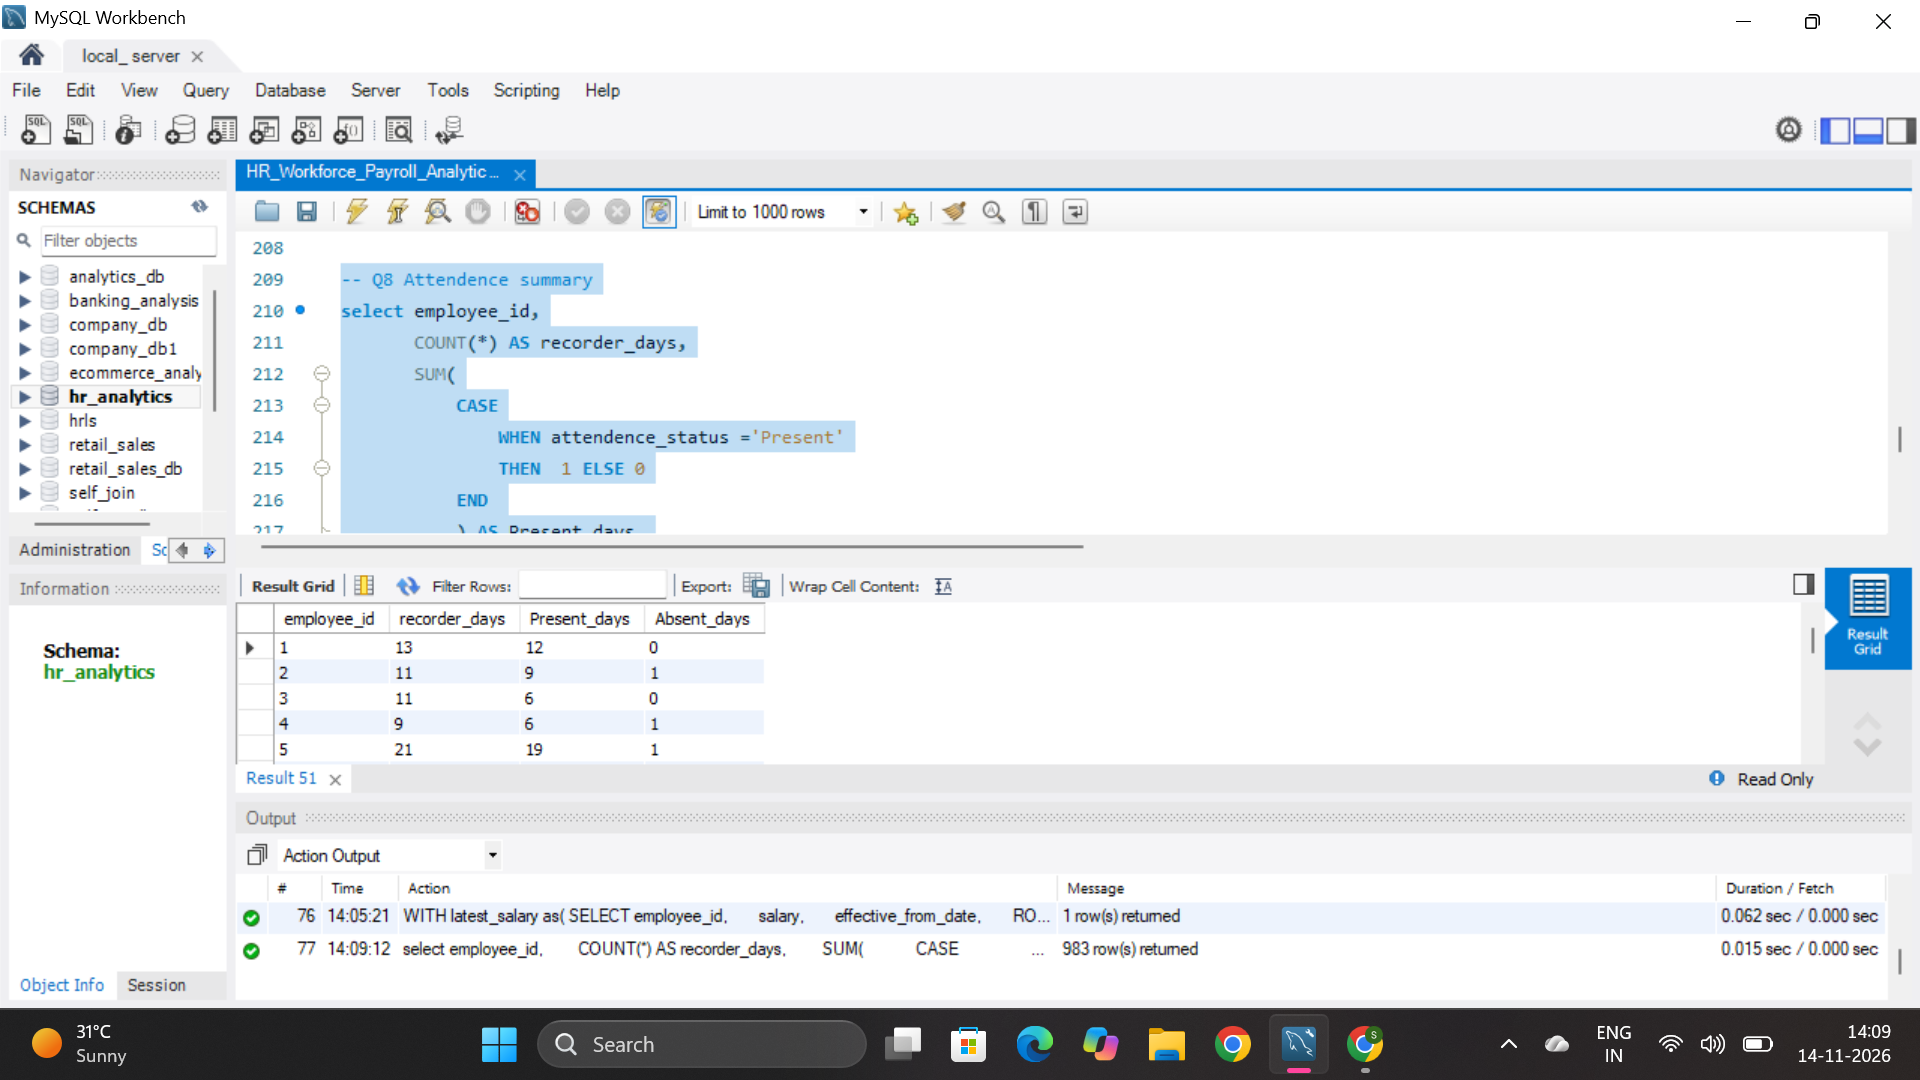 MySQL Workbench
local_ server
File Edit View Query Database Server Tools Scripting Help
Navigator
SCHEMAS
Filter objects
analytics_db
banking_analysis
company_db
company_db1
ecommerce_analy
hr_analytics
hrls
retail_sales
retail_sales_db
self_join
Administration Sc
Information
Schema:
hr_analytics
Object Info Session
HR_Workforce_Payroll_Analytic...
Limit to 1000 rows
208
209 -- Q8 Attendence summary
210 select employee_id,
211 COUNT(*) AS recorder_days,
212 SUM(
213 CASE
214 WHEN attendence_status ='Present'
215 THEN 1 ELSE 0
216 END
217 ) AS Present_days
Result Grid Filter Rows: Export: Wrap Cell Content:
employee_id recorder_days Present_days Absent_days
1 13 12 0
2 11 9 1
3 11 6 0
4 9 6 1
5 21 19 1
Result Grid
Result 51
Read Only
Output
Action Output
# Time Action Message Duration / Fetch
76 14:05:21 WITH latest_salary as( SELECT employee_id, salary, effective_from_date, RO... 1 row(s) returned 0.062 sec / 0.000 sec
77 14:09:12 select employee_id, COUNT(*) AS recorder_days, SUM( CASE ... 983 row(s) returned 0.015 sec / 0.000 sec
31°C
Sunny
Search
ENG
IN
14:09
14-11-2026